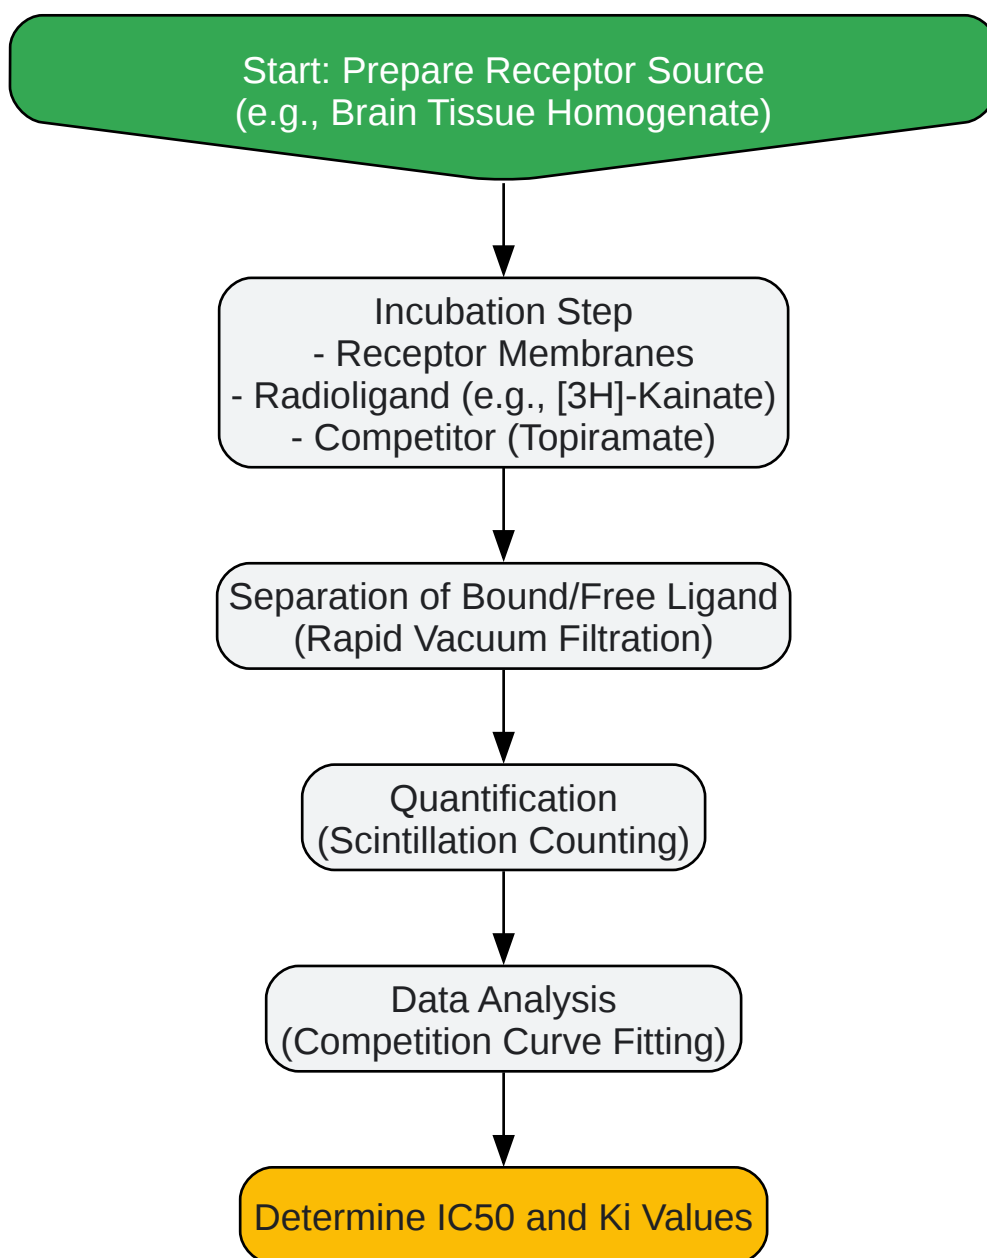 Start: Prepare Receptor Source
(e.g., Brain Tissue Homogenate)
Incubation Step
- Receptor Membranes
- Radioligand (e.g., [3H]-Kainate)
- Competitor (Topiramate)
Separation of Bound/Free Ligand
(Rapid Vacuum Filtration)
Quantification
(Scintillation Counting)
Data Analysis
(Competition Curve Fitting)
Determine IC50 and Ki Values